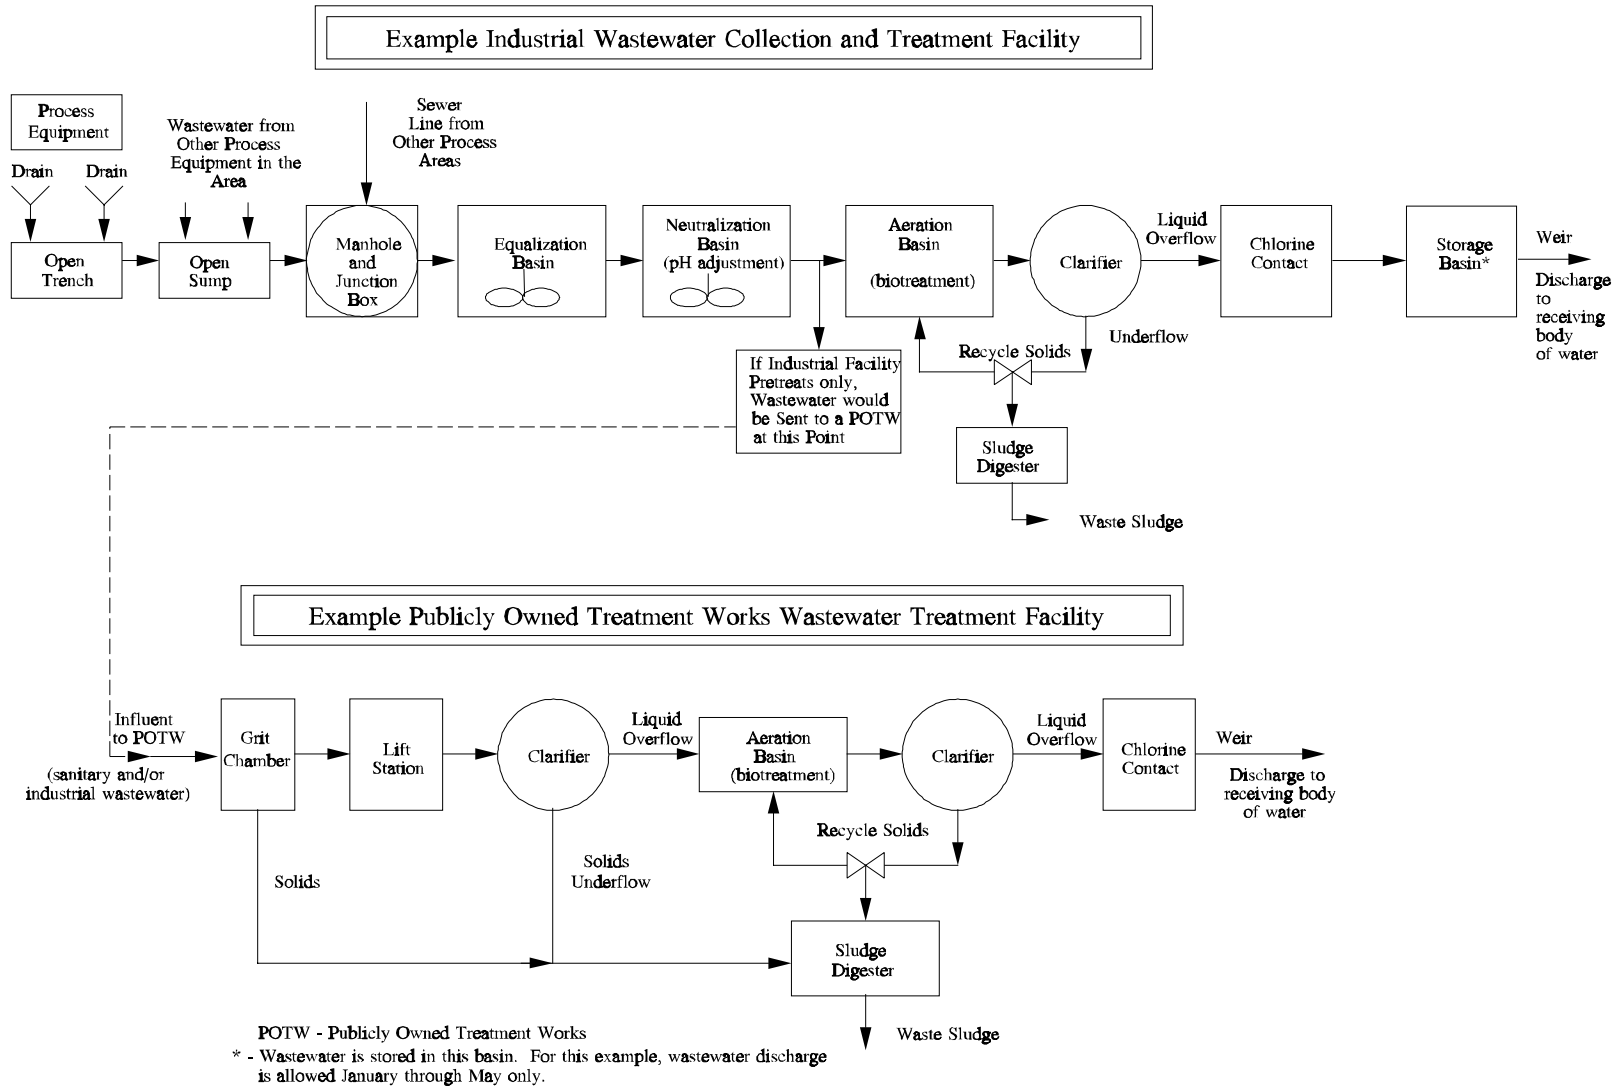 Example Industrial Wastewater Collection and Treatment Facility
Process
Equipment
Drain
Drain
Open
Trench
Wastewater from
Other Process
Equipment in the
Area
Open
Sump
Sewer
Line from
Other Process
Areas
Manhole
and
Junction
Box
Equalization
Basin
Neutralization
Basin
(pH adjustment)
If Industrial Facility
Pretreats only,
Wastewater would
be Sent to a POTW
at this Point
Aeration
Basin
(biotreatment)
Clarifier
Liquid
Overflow
Underflow
Recycle Solids
Sludge
Digester
Waste Sludge
Chlorine
Contact
Storage
Basin*
Weir
Discharge
to
receiving
body
of water
Example Publicly Owned Treatment Works Wastewater Treatment Facility
Influent
to POTW
(sanitary and/or
industrial wastewater)
Grit
Chamber
Lift
Station
Clarifier
Liquid
Overflow
Aeration
Basin
(biotreatment)
Clarifier
Liquid
Overflow
Chlorine
Contact
Weir
Discharge to
receiving body
of water
Solids
Solids
Underflow
Recycle Solids
Sludge
Digester
Waste Sludge
POTW - Publicly Owned Treatment Works
* - Wastewater is stored in this basin. For this example, wastewater discharge
is allowed January through May only.